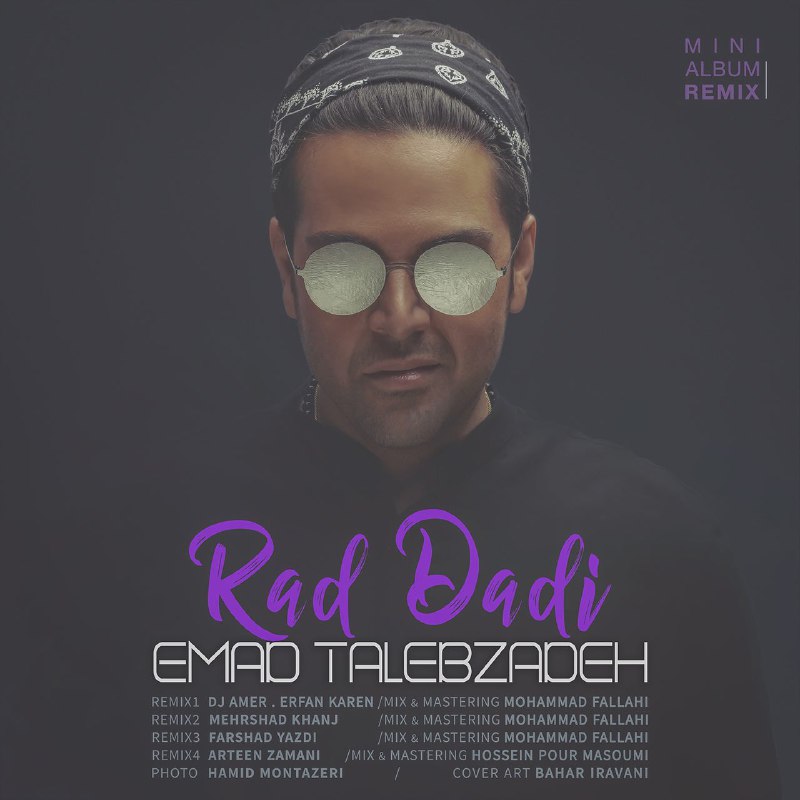 MINI
ALBUM
REMIX
Rad Dadi
EMAD TALEBZADEH
REMIX1 DJ AMER . ERFAN KAREN /MIX & MASTERING MOHAMMAD FALLAHI
REMIX2 MEHRSHAD KHANJ /MIX & MASTERING MOHAMMAD FALLAHI
REMIX3 FARSHAD YAZDI /MIX & MASTERING MOHAMMAD FALLAHI
REMIX4 ARTEEN ZAMANI /MIX & MASTERING HOSSEIN POUR MASOUMI
PHOTO HAMID MONTAZERI / COVER ART BAHAR IRAVANI